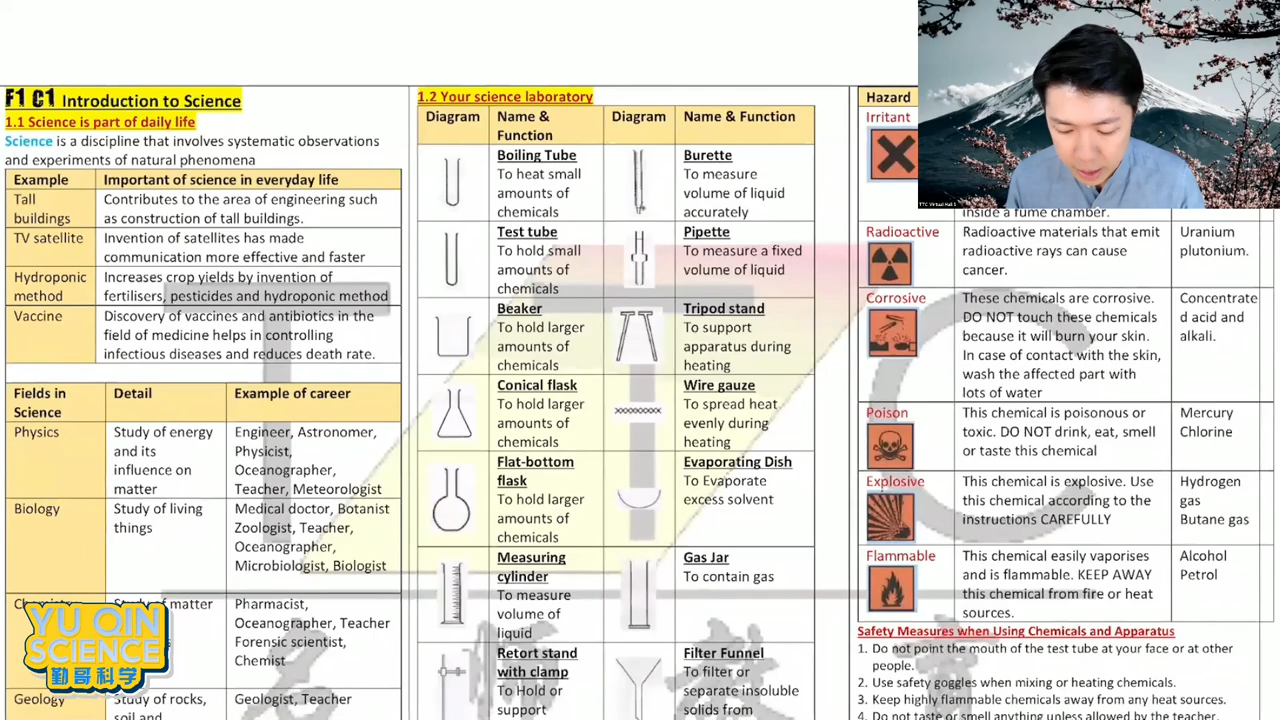 F1 C1 Introduction to Science
1.1 Science is part of daily life
Science is a discipline that involves systematic observations
and experiments of natural phenomena
Example
Important of science in everyday life
Tall
buildings
Contributes to the area of engineering such
as construction of tall buildings.
TV satellite
Invention of satellites has made
communication more effective and faster
Hydroponic
method
Increases crop yields by invention of
fertilisers, pesticides and hydroponic method
Vaccine
Discovery of vaccines and antibiotics in the
field of medicine helps in controlling
infectious diseases and reduces death rate.
Fields in
Science
Detail
Example of career
Physics
Study of energy
and its
influence on
matter
Engineer, Astronomer,
Physicist,
Oceanographer,
Teacher, Meteorologist
Biology
Study of living
things
Medical doctor, Botanist
Zoologist, Teacher,
Oceanographer,
Microbiologist, Biologist
matter
Pharmacist,
Oceanographer, Teacher
Forensic scientist,
Chemist
Geology
Study of rocks,
soil and
Geologist, Teacher
YU QIN
SCIENCE
勤哥科学
1.2 Your science laboratory
Diagram
Name &
Function
Diagram
Name & Function
Boiling Tube
To heat small
amounts of
chemicals
Burette
To measure
volume of liquid
accurately
Test tube
To hold small
amounts of
chemicals
Pipette
To measure a fixed
volume of liquid
Beaker
To hold larger
amounts of
chemicals
Tripod stand
To support
apparatus during
heating
Conical flask
To hold larger
amounts of
chemicals
Wire gauze
To spread heat
evenly during
heating
Flat-bottom
flask
To hold larger
amounts of
chemicals
Evaporating Dish
To Evaporate
excess solvent
Measuring
cylinder
To measure
volume of
liquid
Gas Jar
To contain gas
Retort stand
with clamp
To Hold or
support
Filter Funnel
To filter or
separate insoluble
solids from
Hazard
Irritant
inside a fume chamber.
Radioactive
Radioactive materials that emit
radioactive rays can cause
cancer.
Uranium
plutonium.
Corrosive
These chemicals are corrosive.
DO NOT touch these chemicals
because it will burn your skin.
In case of contact with the skin,
wash the affected part with
lots of water
Concentrate
d acid and
alkali.
Poison
This chemical is poisonous or
toxic. DO NOT drink, eat, smell
or taste this chemical
Mercury
Chlorine
Explosive
This chemical is explosive. Use
this chemical according to the
instructions CAREFULLY
Hydrogen
gas
Butane gas
Flammable
This chemical easily vaporises
and is flammable. KEEP AWAY
this chemical from fire or heat
sources.
Alcohol
Petrol
Safety Measures when Using Chemicals and Apparatus
1. Do not point the mouth of the test tube at your face or at other
people.
2. Use safety goggles when mixing or heating chemicals.
3. Keep highly flammable chemicals away from any heat sources.
4. Do not taste or smell anything unless allowed by the teacher